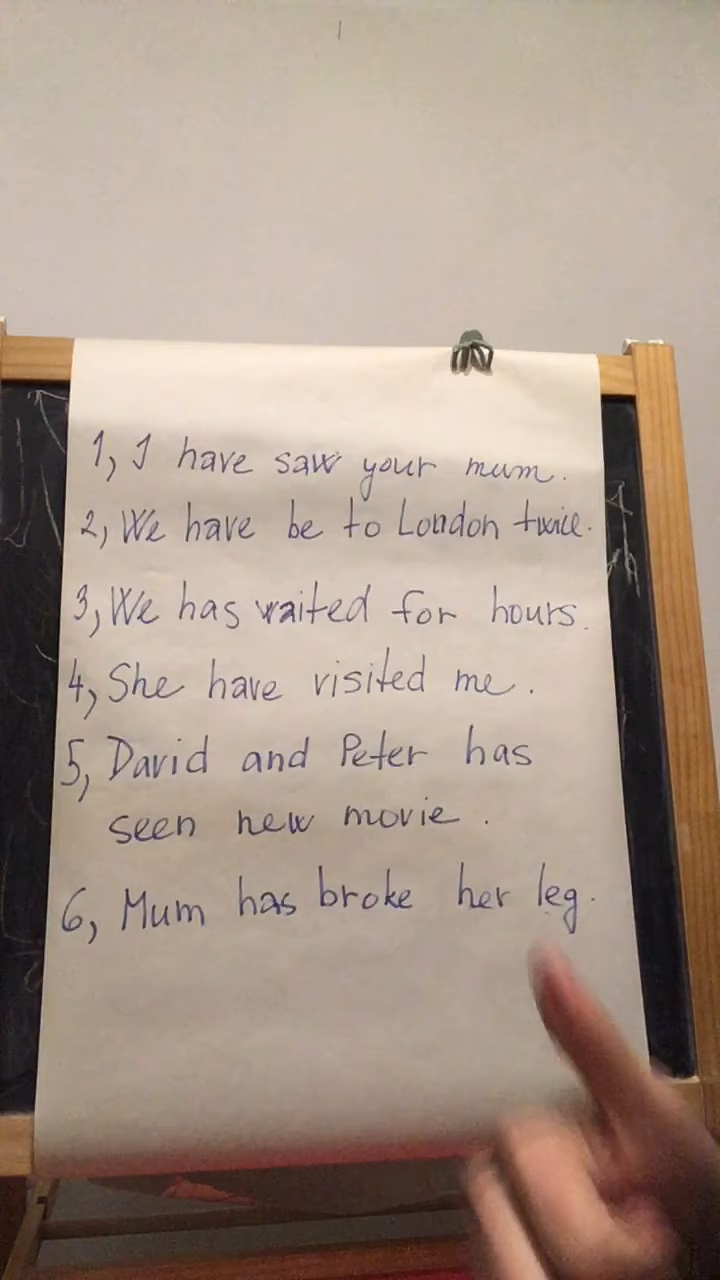 1, I have saw your mum.
2, We have be to London twice.
3, We has waited for hours.
4, She have visited me.
5, David and Peter has
seen new movie.
6, Mum has broke her leg.